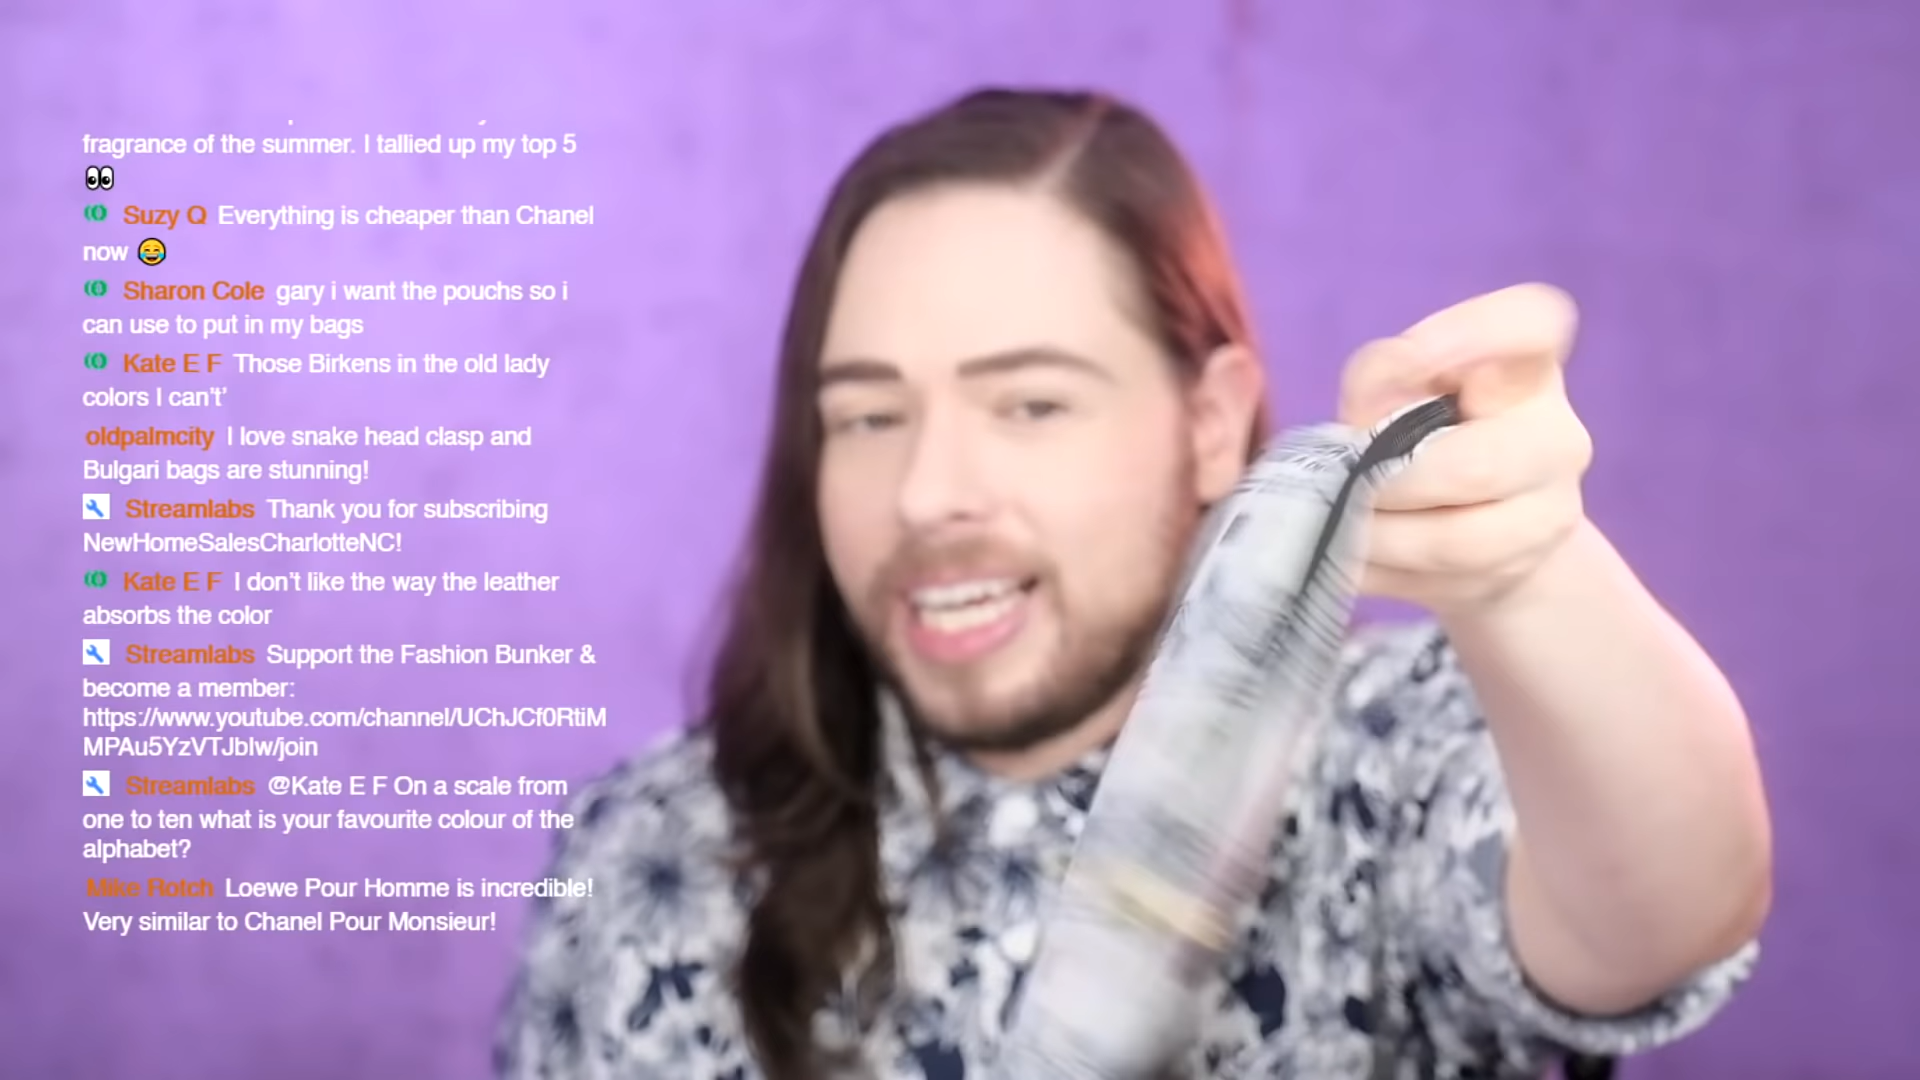 fragrance of the summer. I tallied up my top 5
👀
Suzy Q Everything is cheaper than Chanel
now 😂
Sharon Cole gary i want the pouchs so i
can use to put in my bags
Kate E F Those Birkens in the old lady
colors I can't'
oldpalmcity I love snake head clasp and
Bulgari bags are stunning!
Streamlabs Thank you for subscribing
NewHomeSalesCharlotteNC!
Kate E F I don't like the way the leather
absorbs the color
Streamlabs Support the Fashion Bunker &
become a member:
https://www.youtube.com/channel/UChJCf0RtiM
MPAu5YzVTJbIw/join
Streamlabs @Kate E F On a scale from
one to ten what is your favourite colour of the
alphabet?
Mike Rotch Loewe Pour Homme is incredible!
Very similar to Chanel Pour Monsieur!